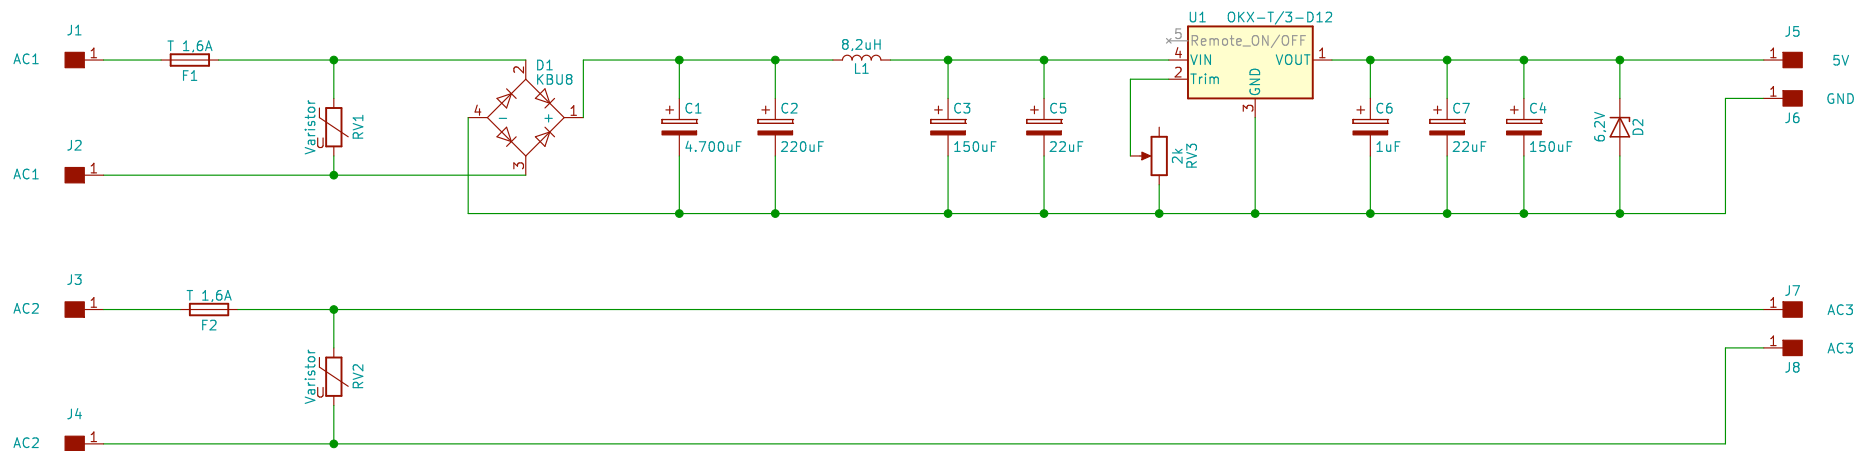 J1
AC1
1
T 1,6A
F1
J2
AC1
1
Varistor
U
RV1
D1
KBU8
2
4
1
3
-
+
+
C1
4.700uF
+
C2
220uF
8,2uH
L1
+
C3
150uF
+
C5
22uF
U1 OKX-T/3-D12
5
Remote_ON/OFF
4
VIN
VOUT
1
2
Trim
GND
3
2k
RV3
+
C6
1uF
+
C7
22uF
+
C4
150uF
6,2V
D2
J5
1
5V
1
GND
J6
J3
AC2
1
T 1,6A
F2
Varistor
U
RV2
J4
AC2
1
J7
1
AC3
1
AC3
J8